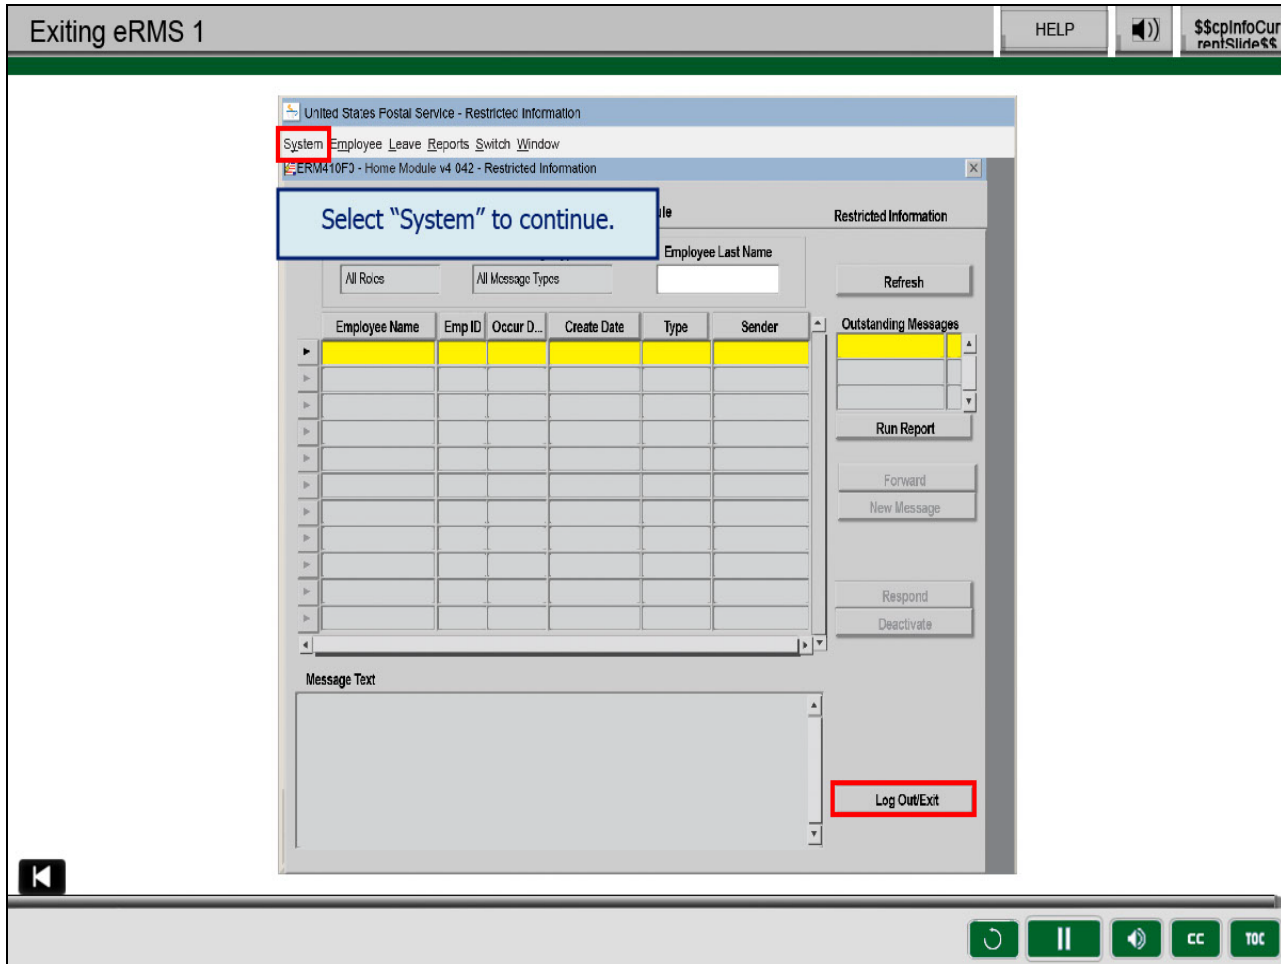 Exiting eRMS 1
HELP
$$cpInfoCur
rentSlide$$
United States Postal Service - Restricted Information
System Employee Leave Reports Switch Window
ERM410F0 - Home Module v4 042 - Restricted Information
Select “System” to continue.
Restricted Information
Employee Last Name
All Roles
All Message Types
Refresh
Employee Name Emp ID Occur D... Create Date Type Sender
Outstanding Messages
Run Report
Forward
New Message
Respond
Deactivate
Message Text
Log Out/Exit
CC
TOC